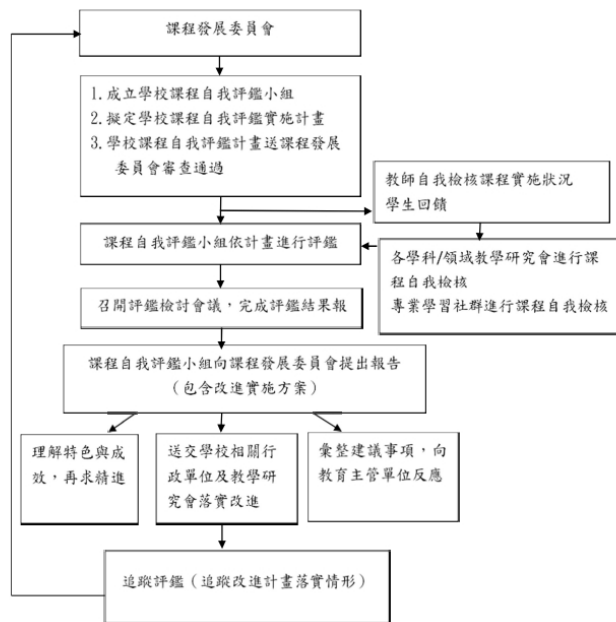 課程發展委員會
1. 成立學校課程自我評鑑小組
2. 擬定學校課程自我評鑑實施計畫
3. 學校課程自我評鑑計畫送課程發展
委員會審查通過
教師自我檢核課程實施狀況
學生回饋
課程自我評鑑小組依計畫進行評鑑
各學科/領域教學研究會進行課
程自我檢核
專業學習社群進行課程自我檢核
召開評鑑檢討會議，完成評鑑結果報
課程自我評鑑小組向課程發展委員會提出報告
（包含改進實施方案）
理解特色與成
效，再求精進
送交學校相關行
政單位及教學研
究會落實改進
彙整建議事項，向
教育主管單位反應
追蹤評鑑（追蹤改進計畫落實情形）